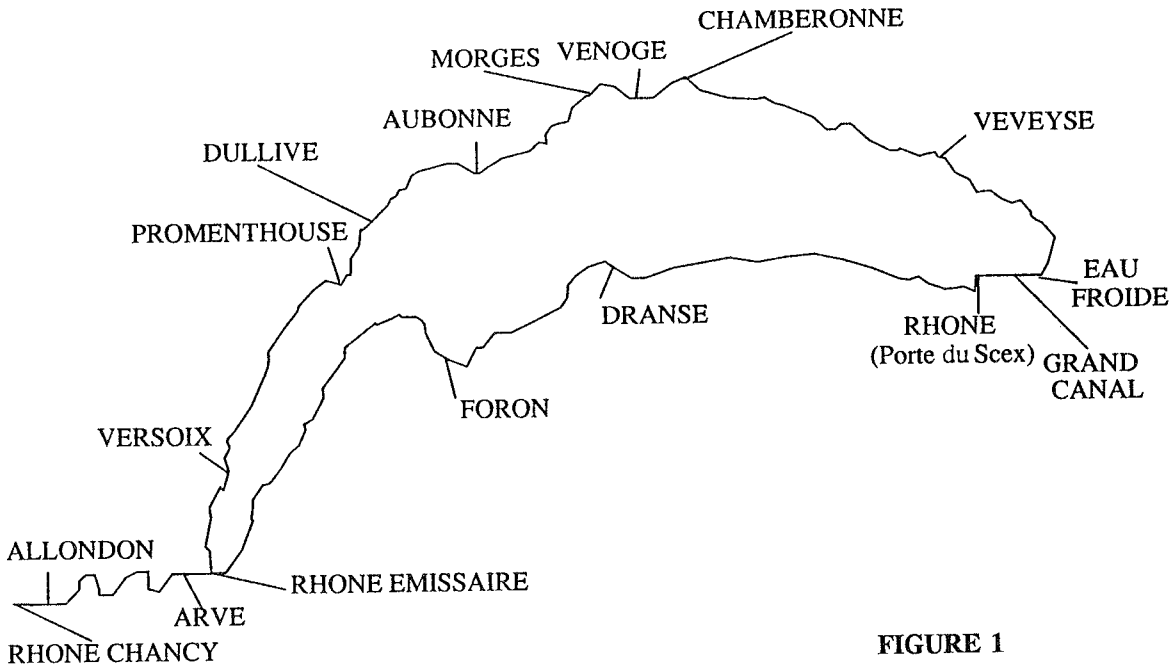 CHAMBERONNE
MORGES
VENOGE
AUBONNE
VEVEYSE
DULLIVE
PROMENTHOUSE
EAU
FROIDE
DRANSE
RHONE
(Porte du Scex)
GRAND
CANAL
FORON
VERSOIX
ALLONDON
RHONE EMISSAIRE
ARVE
RHONE CHANCY
FIGURE 1